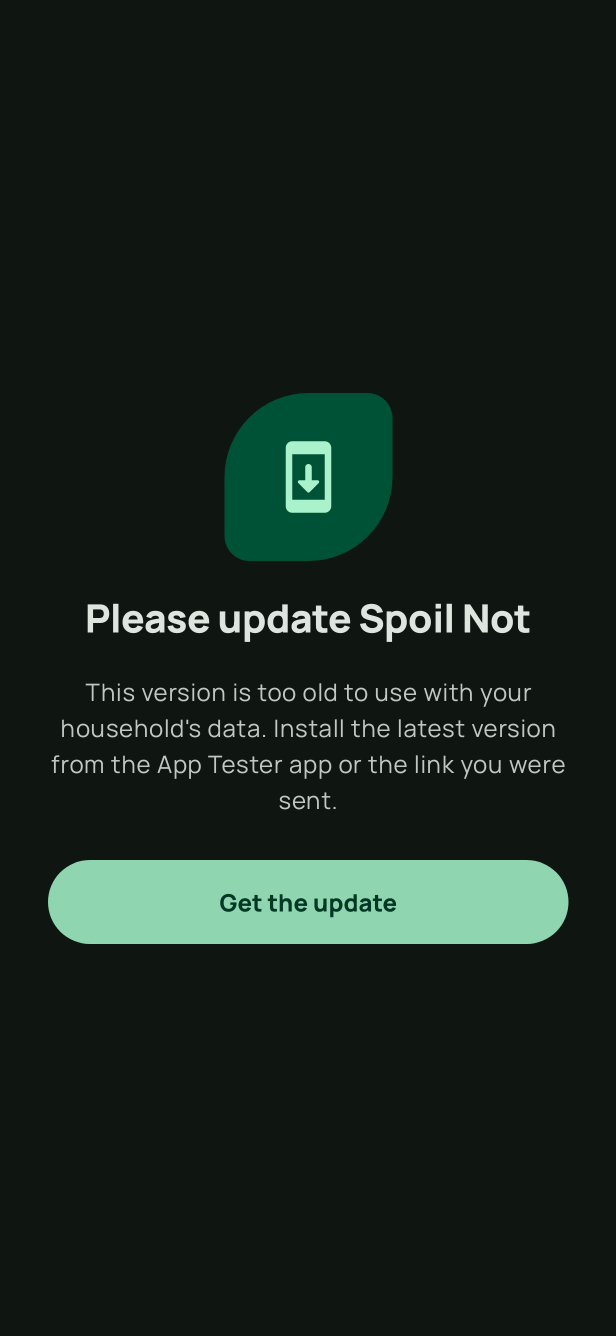 Please update Spoil Not
This version is too old to use with your
household's data. Install the latest version
from the App Tester app or the link you were
sent.
Get the update